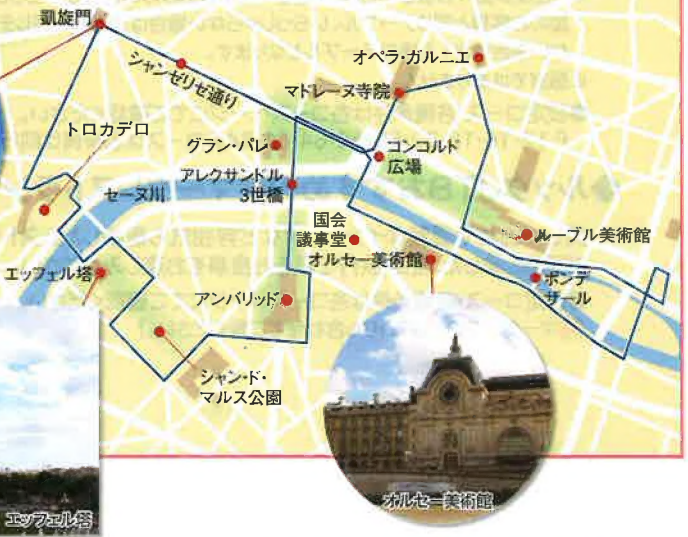 凱旋門
シャンゼリゼ通り
オペラ・ガルニエ
マドレーヌ寺院
トロカデロ
グラン・パレ
コンコルド
広場
アレクサンドル
3世橋
セーヌ川
国会
議事堂
ルーブル美術館
エッフェル塔
オルセー美術館
アンバリッド
ポンデ
ザール
シャン・ド・
マルス公園
オルセー美術館
エッフェル塔